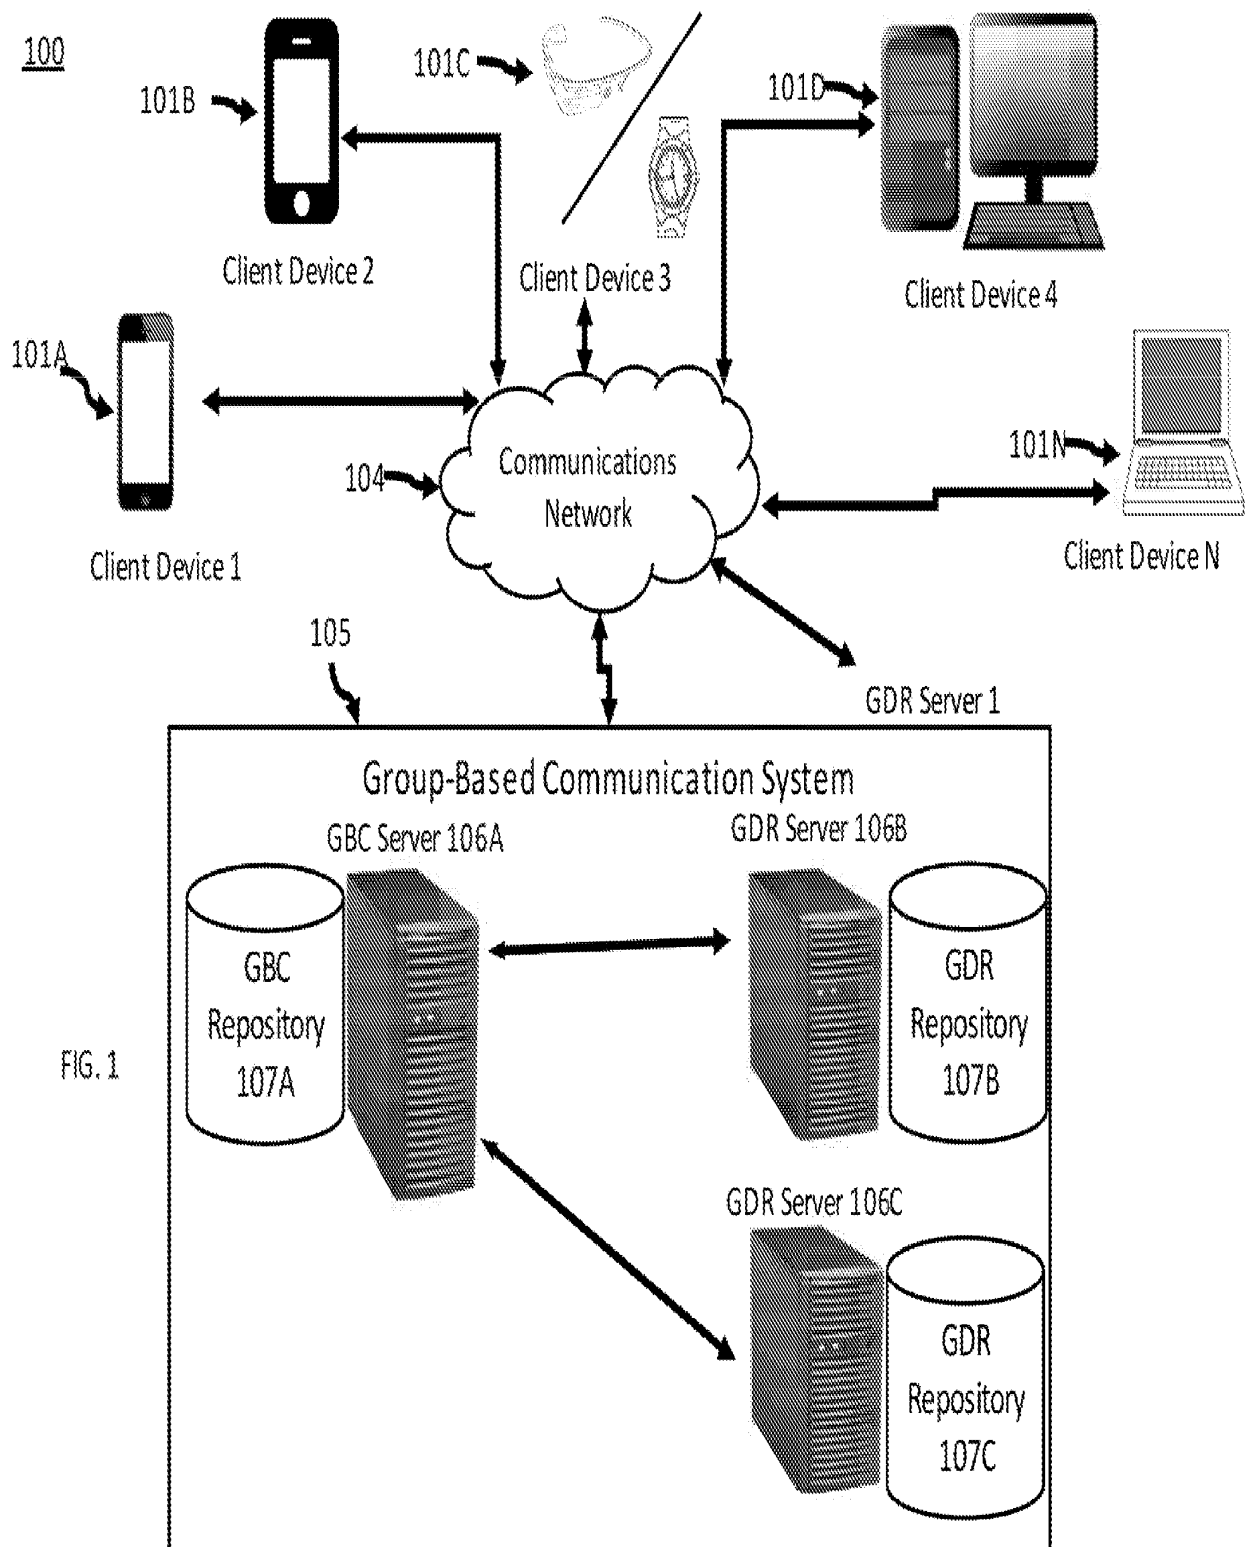 100
101B
101C
101D
Client Device 2
Client Device 3
Client Device 4
101A
Client Device 1
104
Communications
Network
101N
Client Device N
105
GDR Server 1
Group-Based Communication System
GBC Server 106A
GDR Server 106B
GBC
Repository
107A
GDR
Repository
107B
FIG. 1
GDR Server 106C
GDR
Repository
107C